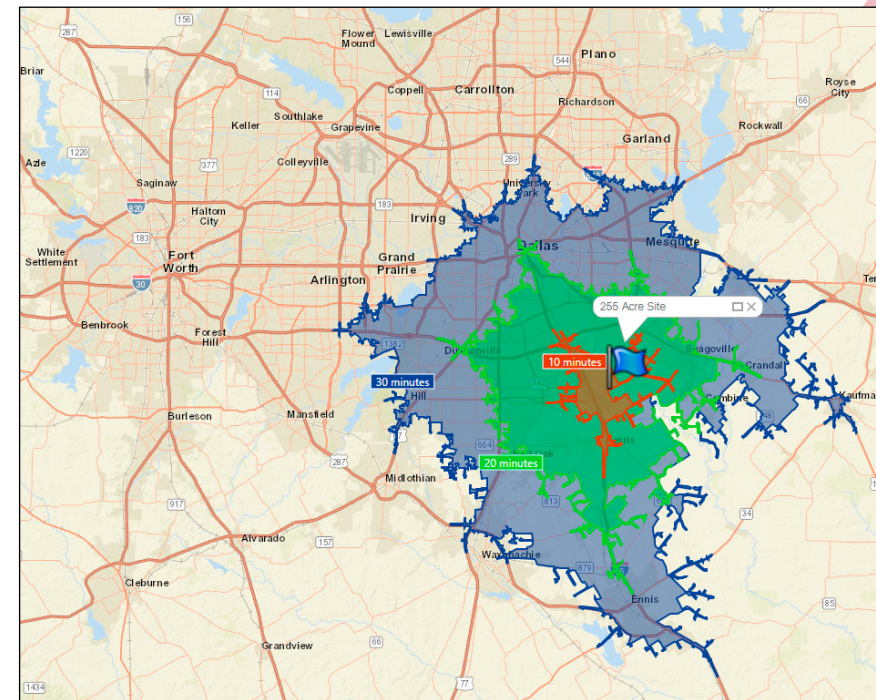 156
287
Flower
Mound
Lewisville
Plano
544
Briar
114
Coppell
Carrollton
Royse
City
Richardson
66
Southlake
Keller
Grapevine
Garland
Rockwall
1220
Azle
377
Colleyville
289
Saginaw
University
Park
183
820
Haltom
City
Irving
183
Dallas
Mesquite
White
Settlement
Fort
Worth
Grand
Prairie
30
Arlington
255 Acre Site
Benbrook
Forest
Hill
1382
Duncanville
Seagoville
10 minutes
Crandal
30 minutes
Hill
Combine
Kaufma
Burleson
Mansfield
664
287
20 minutes
Midlothian
917
813
34
Alvarado
157
Waxahachie
879
Cleburne
Ennis
85
Grandview
66
1434
77